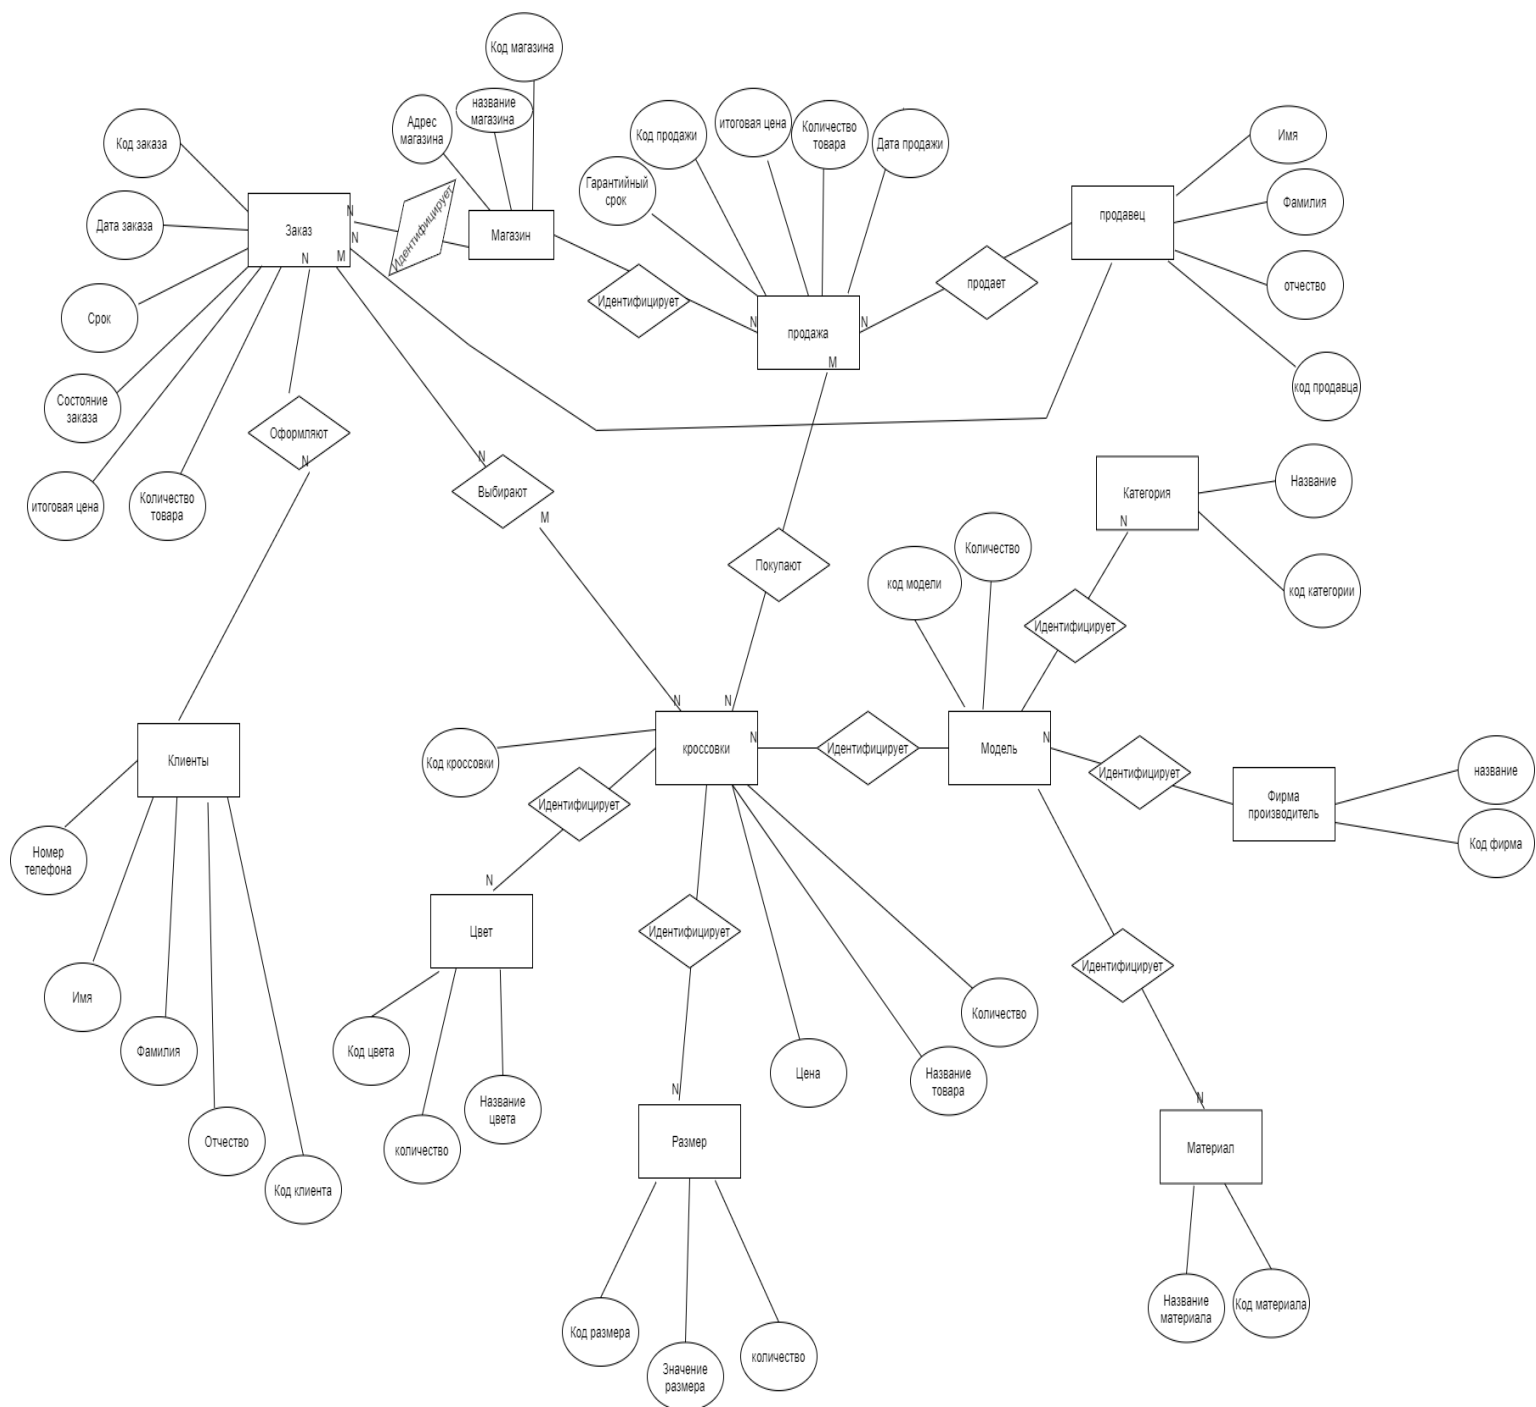 Код магазина
название
магазина
Адрес
магазина
Код заказа
Дата заказа
Срок
Состояние
заказа
итоговая цена
Количество
товара
Заказ
N
N
N
M
Идентифицирует
Магазин
Гарантийный
срок
Код продажи
итоговая цена
Количество
товара
Дата продажи
Идентифицирует
N
продажа
N
M
продает
продавец
Имя
Фамилия
отчество
код продавца
Оформляют
N
N
Выбирают
M
Покупают
Категория
N
Название
код категории
код модели
Количество
Идентифицирует
Клиенты
Номер
телефона
Имя
Фамилия
Отчество
Код клиента
Код кроссовки
N
N
кроссовки
N
Идентифицирует
Модель
N
Идентифицирует
Фирма
производитель
название
Код фирма
Идентифицирует
N
Цвет
Код цвета
количество
Название
цвета
Идентифицирует
N
Размер
Код размера
Значение
размера
количество
Цена
Название
товара
Количество
Идентифицирует
N
Материал
Название
материала
Код материала